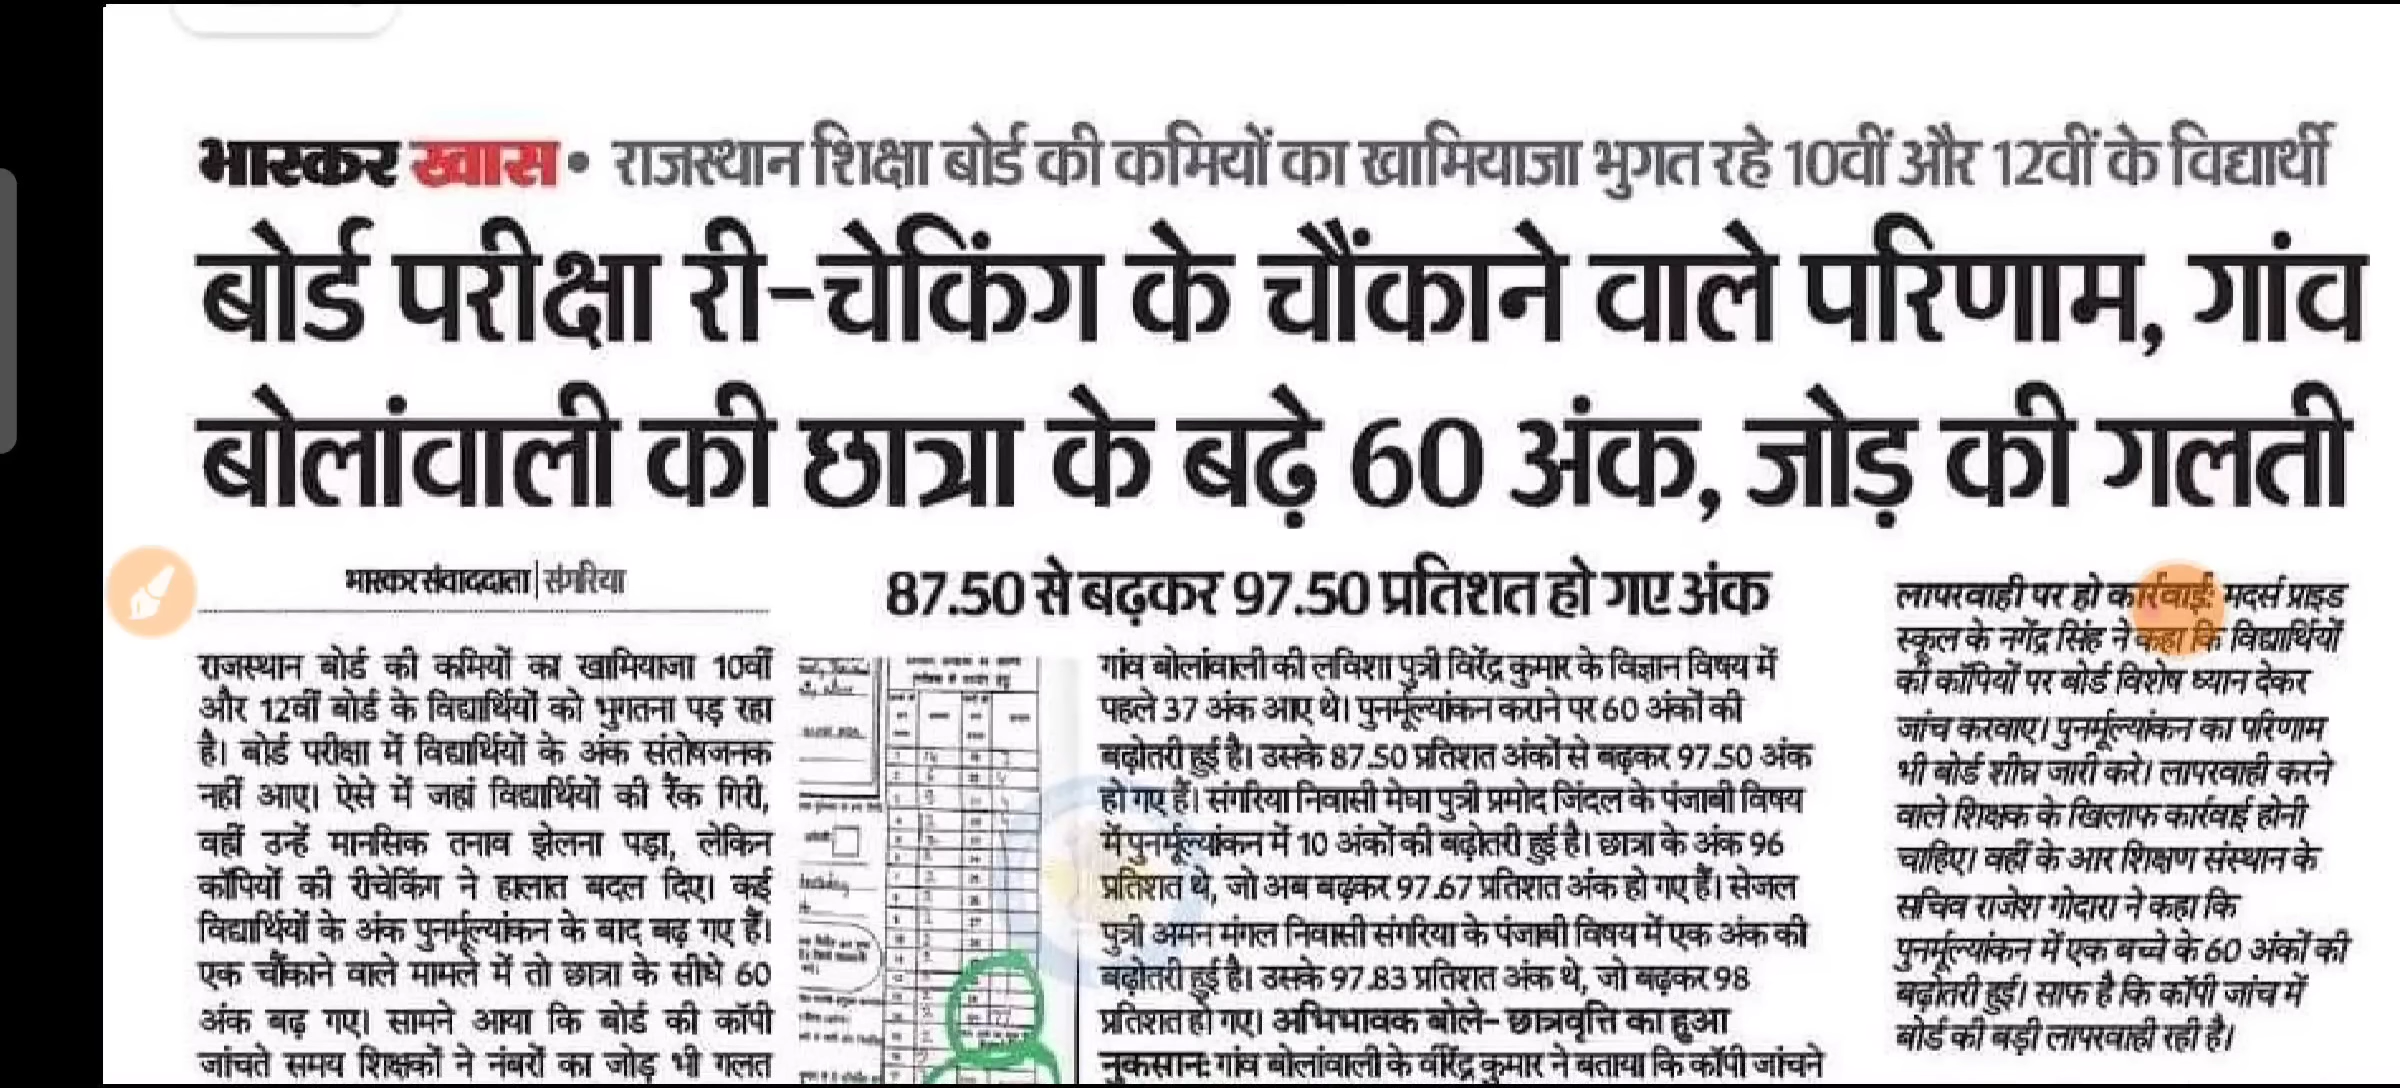 भास्कर खास • राजस्थान शिक्षा बोर्ड की कमियों का खामियाजा भुगत रहे 10वीं और 12वीं के विद्यार्थी
बोर्ड परीक्षा री-चेकिंग के चौंकाने वाले परिणाम, गांव
बोलांवाली की छात्रा के बढ़े 60 अंक, जोड़ की गलती
भास्कर संवाददाता | संगरिया
राजस्थान बोर्ड की कमियों का खामियाजा 10वीं
और 12वीं बोर्ड के विद्यार्थियों को भुगतना पड़ रहा
है। बोर्ड परीक्षा में विद्यार्थियों के अंक संतोषजनक
नहीं आए। ऐसे में जहां विद्यार्थियों की रैंक गिरी,
वहीं उन्हें मानसिक तनाव झेलना पड़ा, लेकिन
कॉपियों की रीचेकिंग ने हालात बदल दिए। कई
विद्यार्थियों के अंक पुनर्मूल्यांकन के बाद बढ़ गए हैं।
एक चौंकाने वाले मामले में तो छात्रा के सीधे 60
अंक बढ़ गए। सामने आया कि बोर्ड की कॉपी
जांचते समय शिक्षकों ने नंबरों का जोड़ भी गलत
87.50 से बढ़कर 97.50 प्रतिशत हो गए अंक
गांव बोलांवाली की लविशा पुत्री विरेंद्र कुमार के विज्ञान विषय में
पहले 37 अंक आए थे। पुनर्मूल्यांकन कराने पर 60 अंकों की
बढ़ोतरी हुई है। उसके 87.50 प्रतिशत अंकों से बढ़कर 97.50 अंक
हो गए हैं। संगरिया निवासी मेघा पुत्री प्रमोद जिंदल के पंजाबी विषय
में पुनर्मूल्यांकन में 10 अंकों की बढ़ोतरी हुई है। छात्रा के अंक 96
प्रतिशत थे, जो अब बढ़कर 97.67 प्रतिशत अंक हो गए हैं। सेजल
पुत्री अमन मंगल निवासी संगरिया के पंजाबी विषय में एक अंक की
बढ़ोतरी हुई है। उसके 97.83 प्रतिशत अंक थे, जो बढ़कर 98
प्रतिशत हो गए। अभिभावक बोले- छात्रवृत्ति का हुआ
नुकसान: गांव बोलांवाली के वीरेंद्र कुमार ने बताया कि कॉपी जांचने
लापरवाही पर हो कार्रवाई: मदर्स प्राइड
स्कूल के नगेंद्र सिंह ने कहा कि विद्यार्थियों
की कॉपियों पर बोर्ड विशेष ध्यान देकर
जांच करवाए। पुनर्मूल्यांकन का परिणाम
भी बोर्ड शीघ्र जारी करे। लापरवाही करने
वाले शिक्षक के खिलाफ कार्रवाई होनी
चाहिए। वहीं के आर शिक्षण संस्थान के
सचिव राजेश गोदारा ने कहा कि
पुनर्मूल्यांकन में एक बच्चे के 60 अंकों की
बढ़ोतरी हुई। साफ है कि कॉपी जांच में
बोर्ड की बड़ी लापरवाही रही है।